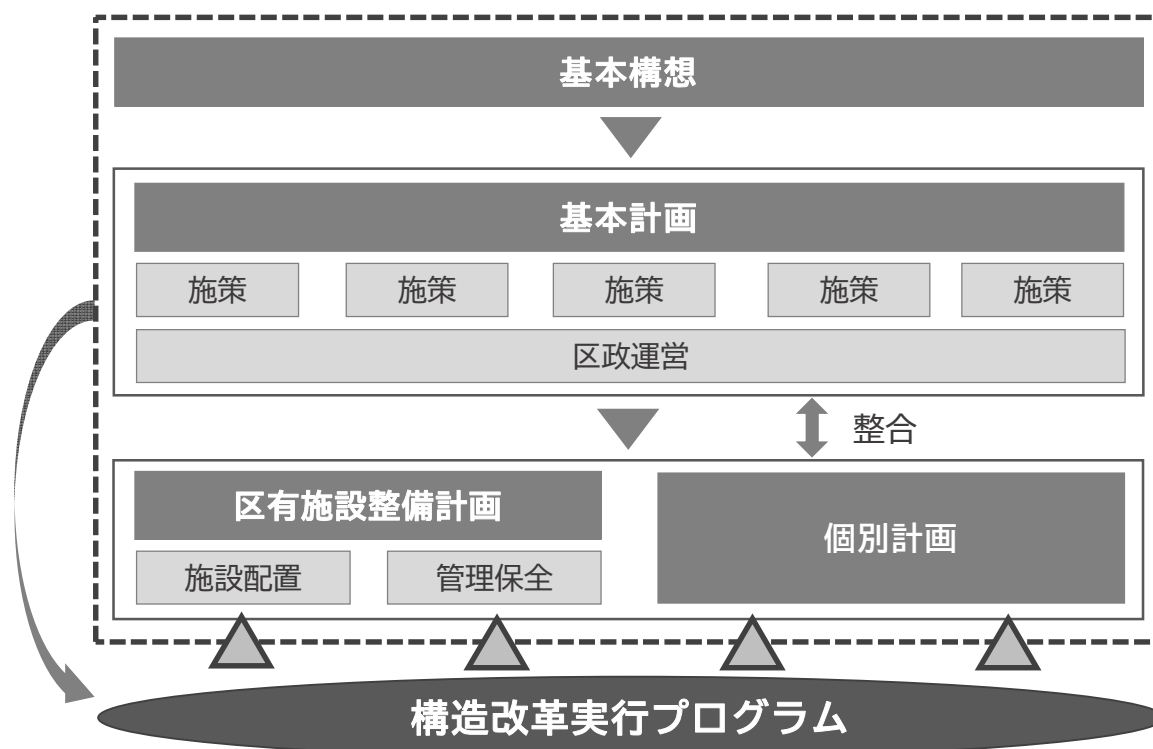 基本構想
基本計画
施策 施策 施策 施策 施策
区政運営
整合
区有施設整備計画
個別計画
施設配置 管理保全
構造改革実行プログラム